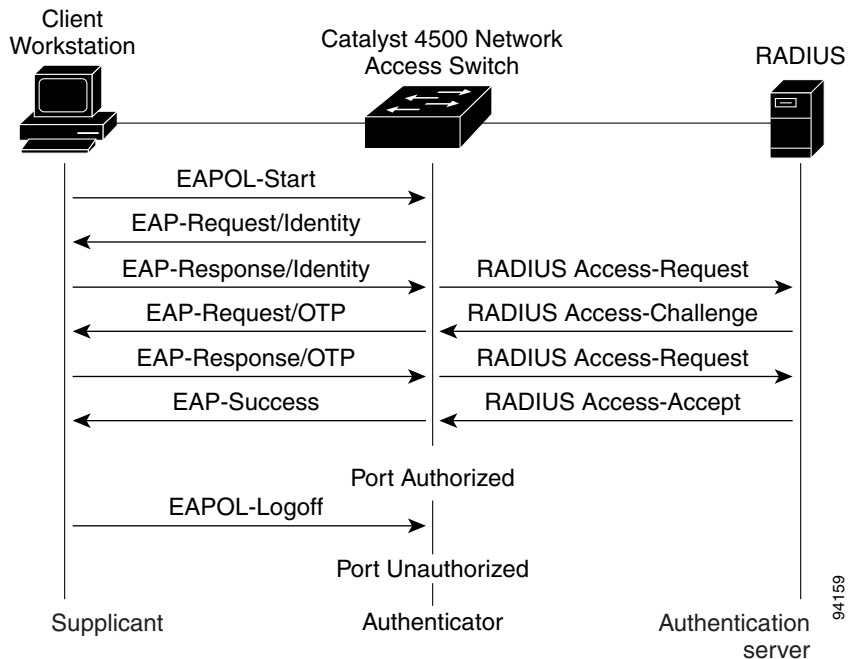 Client
Workstation
Catalyst 4500 Network
Access Switch
RADIUS
EAPOL-Start
EAP-Request/Identity
EAP-Response/Identity
RADIUS Access-Request
EAP-Request/OTP
RADIUS Access-Challenge
EAP-Response/OTP
RADIUS Access-Request
EAP-Success
RADIUS Access-Accept
Port Authorized
EAPOL-Logoff
Port Unauthorized
Supplicant
Authenticator
Authentication
server
94159